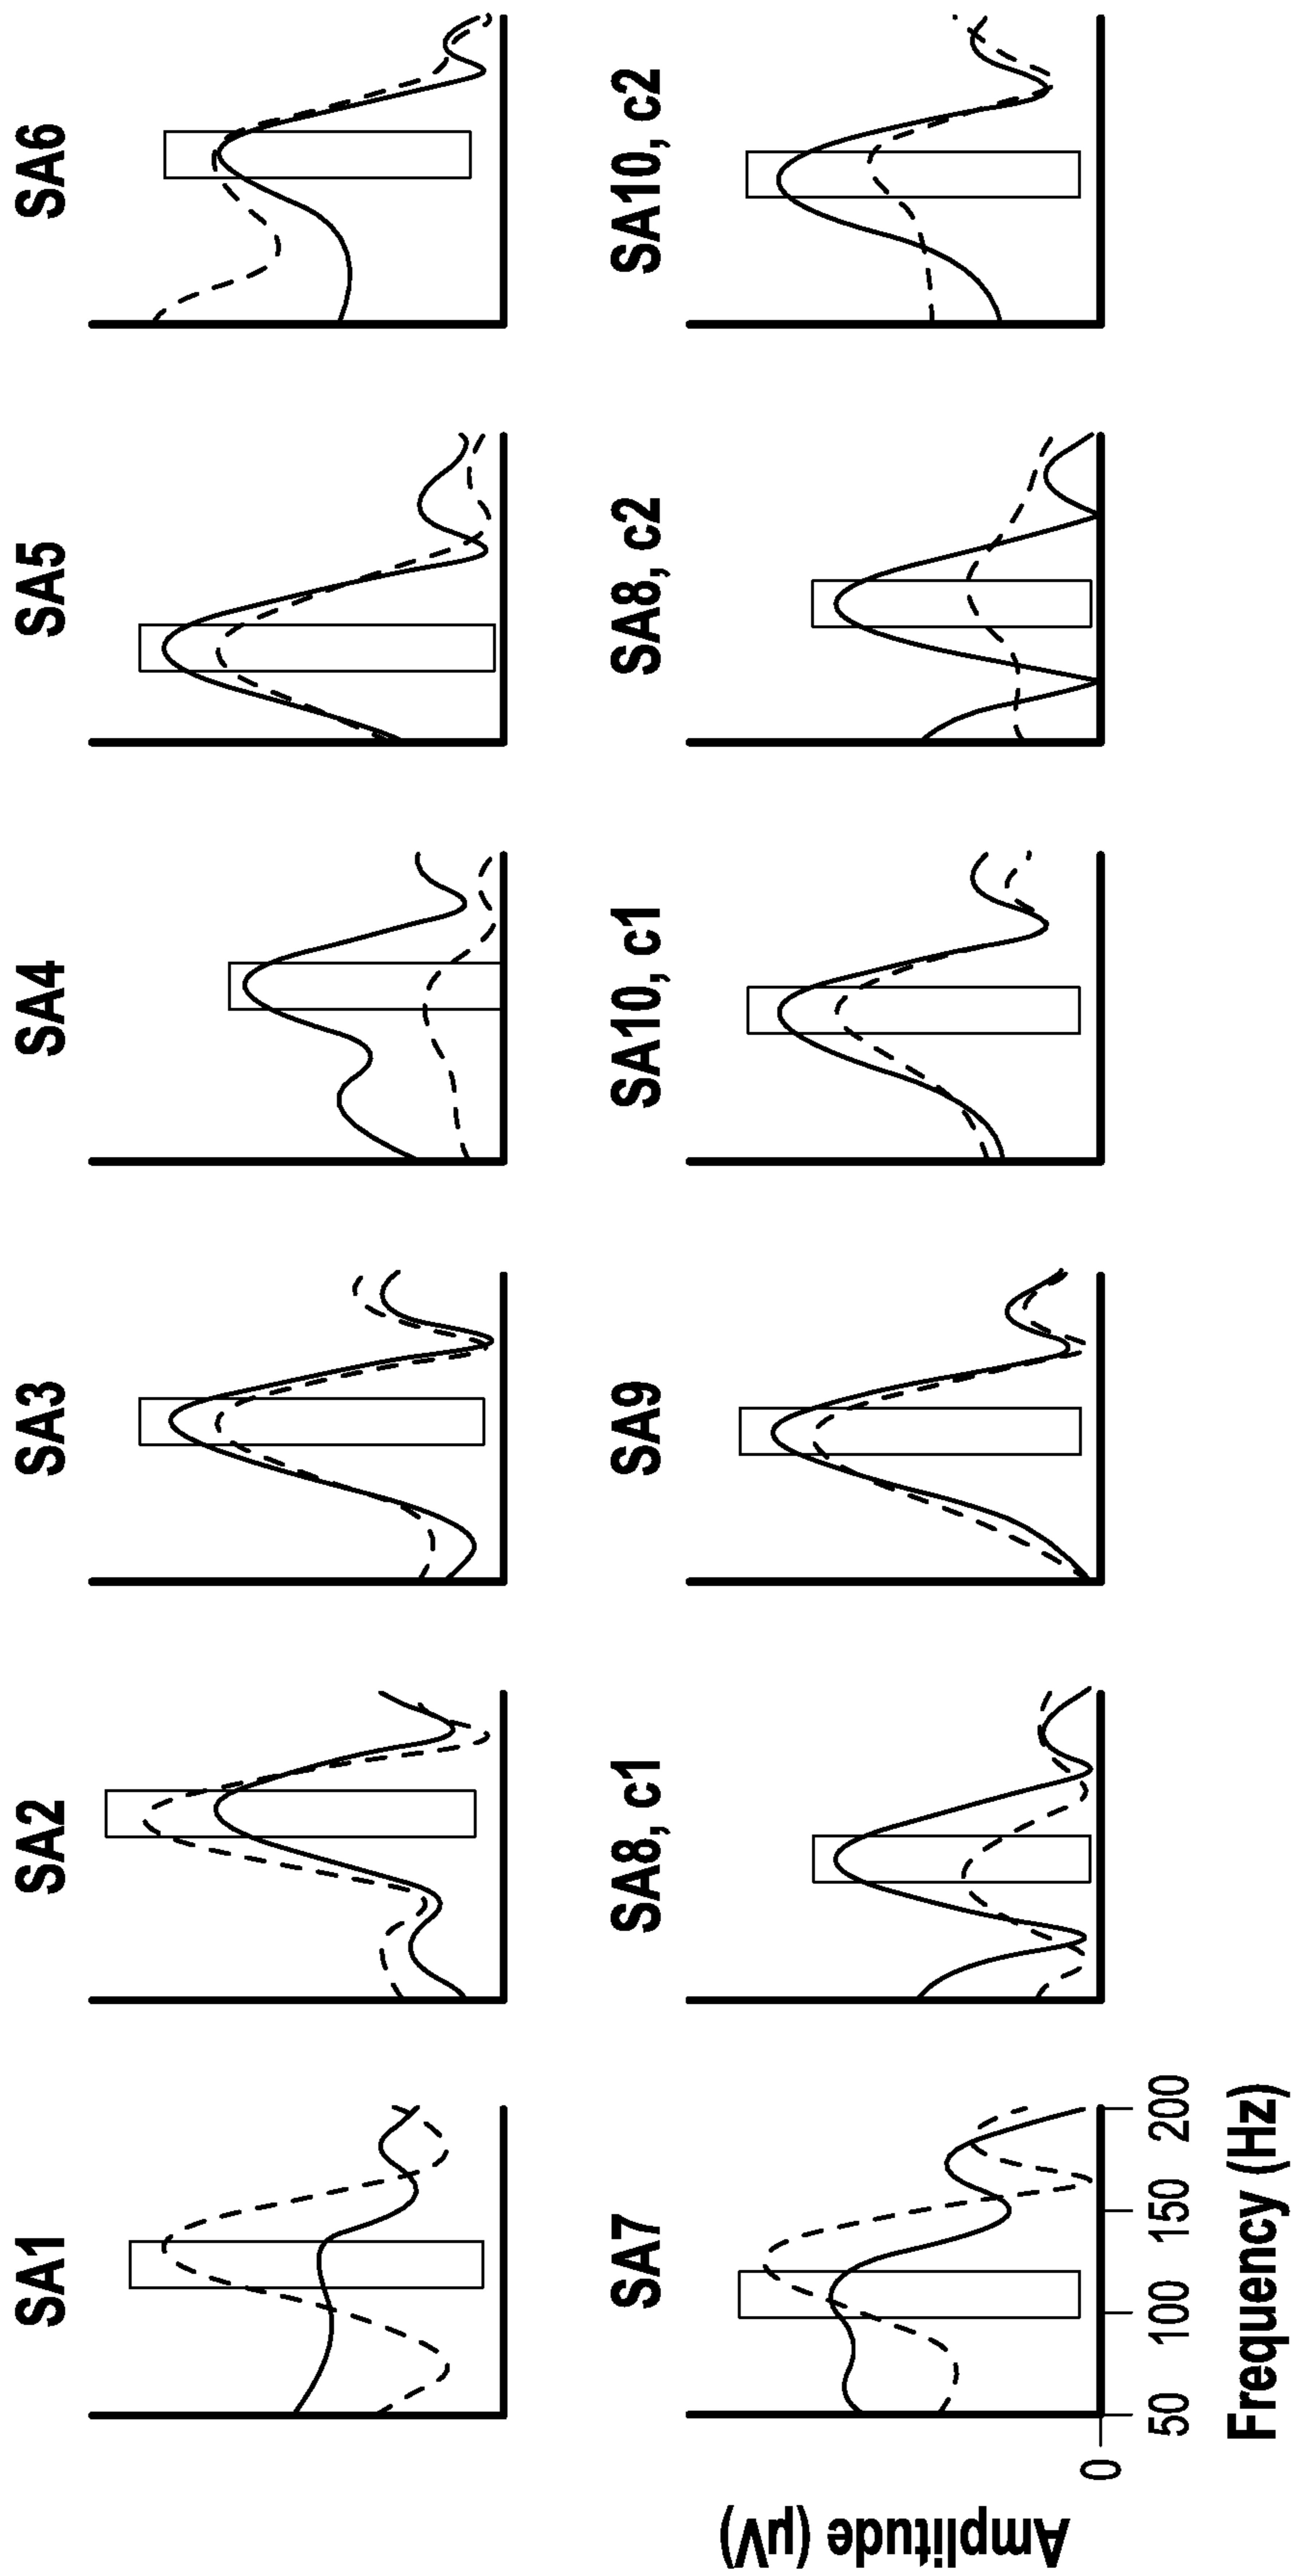 SA1
SA2
SA3
SA4
SA5
SA6
SA7
SA8, c1
SA9
SA10, c1
SA8, c2
SA10, c2
Amplitude (µV)
0
50 100 150 200
Frequency (Hz)